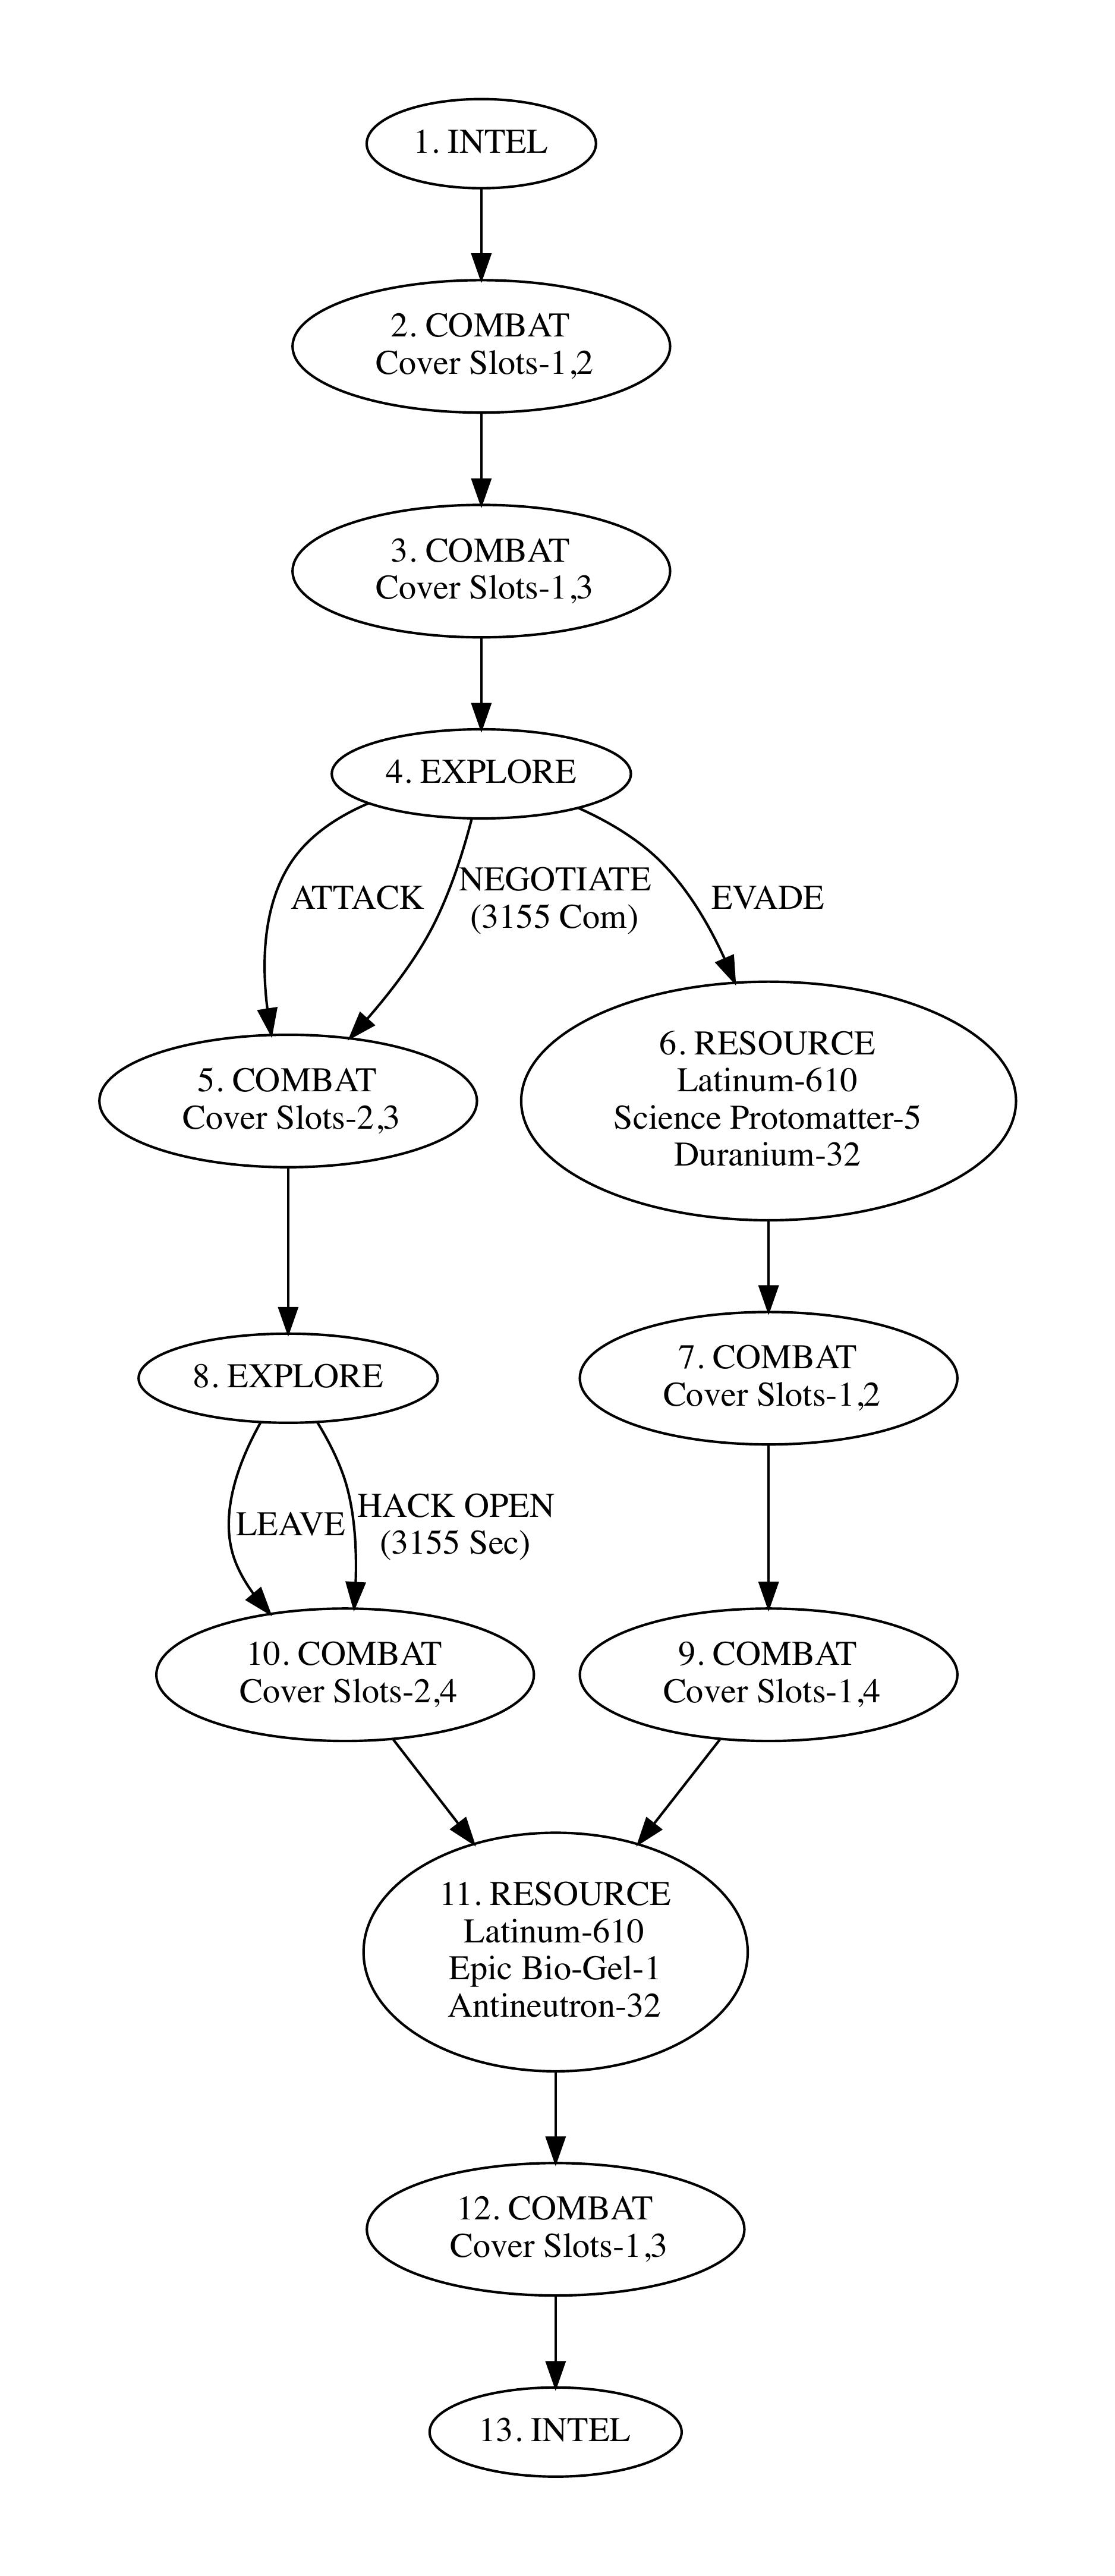 1. INTEL
2. COMBAT
Cover Slots-1,2
3. COMBAT
Cover Slots-1,3
4. EXPLORE
ATTACK
NEGOTIATE
(3155 Com)
EVADE
5. COMBAT
Cover Slots-2,3
6. RESOURCE
Latinum-610
Science Protomatter-5
Duranium-32
7. COMBAT
Cover Slots-1,2
8. EXPLORE
LEAVE
HACK OPEN
(3155 Sec)
10. COMBAT
Cover Slots-2,4
9. COMBAT
Cover Slots-1,4
11. RESOURCE
Latinum-610
Epic Bio-Gel-1
Antineutron-32
12. COMBAT
Cover Slots-1,3
13. INTEL